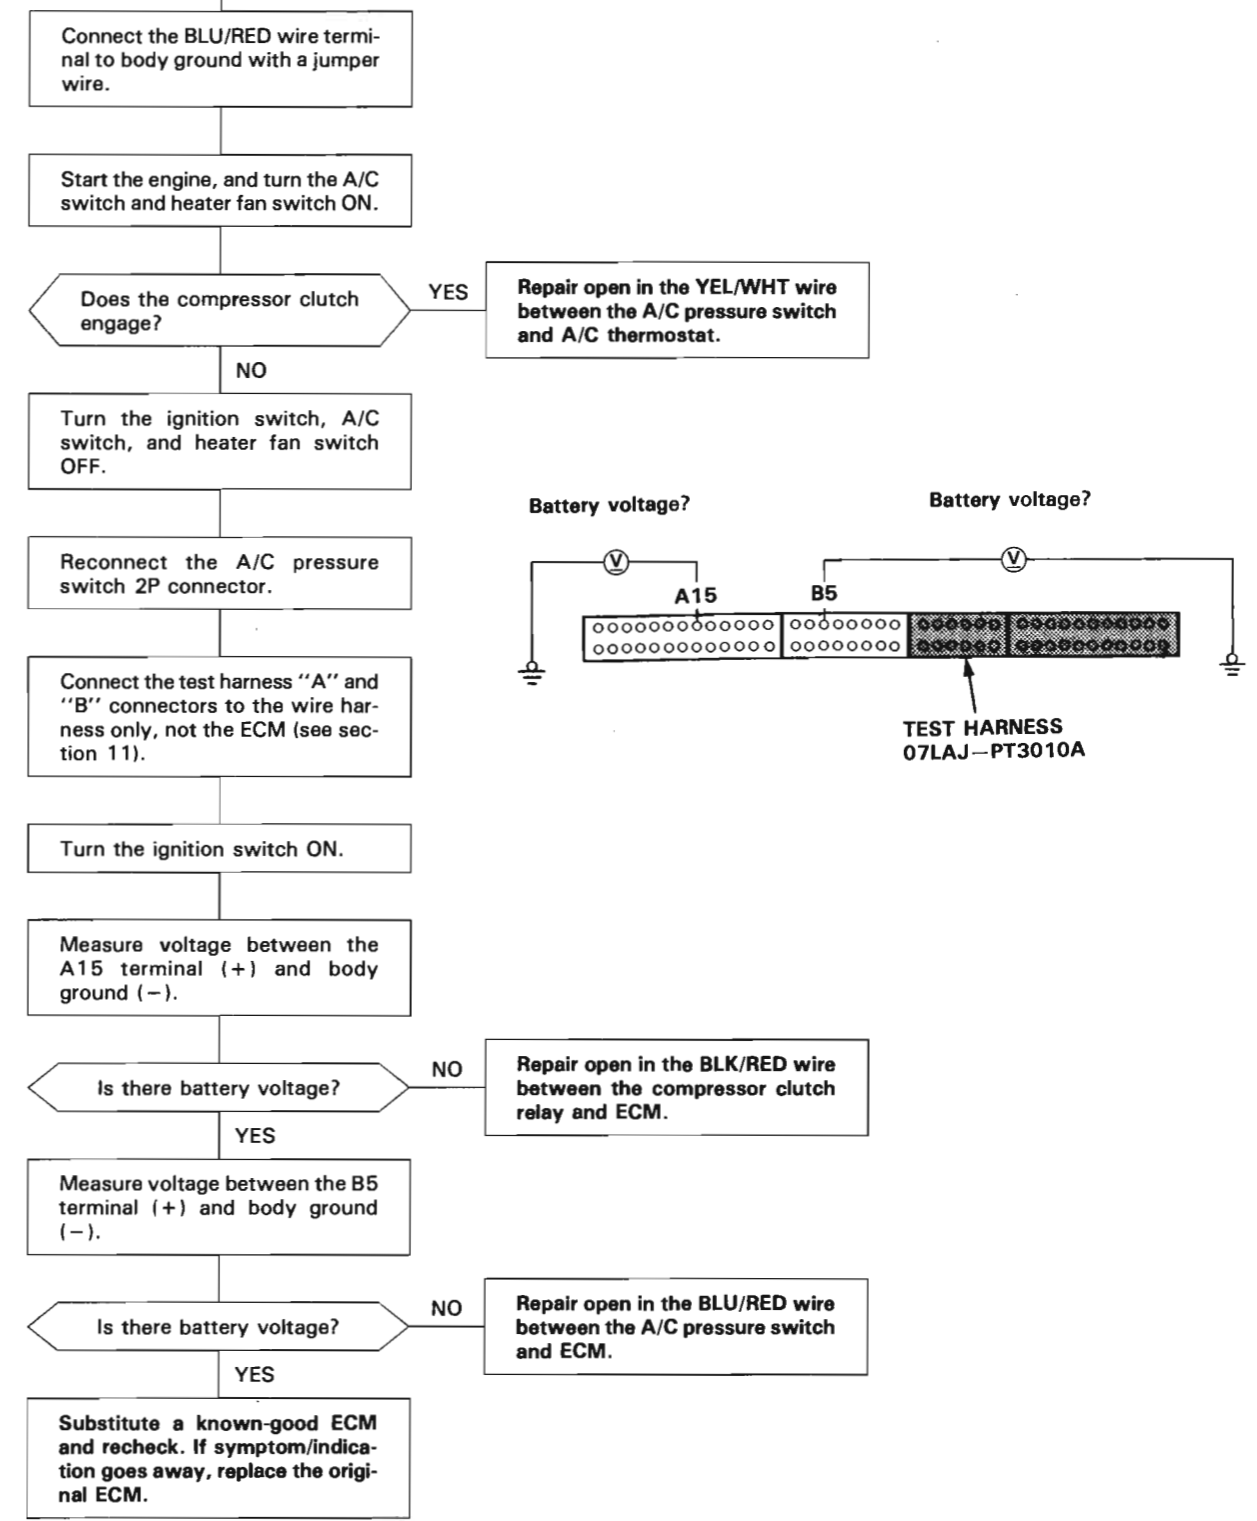 Connect the BLU/RED wire termi-
nal to body ground with a jumper
wire.
Start the engine, and turn the A/C
switch and heater fan switch ON.
Does the compressor clutch
engage?
YES
Repair open in the YEL/WHT wire
between the A/C pressure switch
and A/C thermostat.
NO
Turn the ignition switch, A/C
switch, and heater fan switch
OFF.
Reconnect the A/C pressure
switch 2P connector.
Connect the test harness ‘‘A’’ and
‘‘B’’ connectors to the wire har-
ness only, not the ECM (see sec-
tion 11).
Turn the ignition switch ON.
Measure voltage between the
A15 terminal (+) and body
ground (−).
Is there battery voltage?
NO
Repair open in the BLK/RED wire
between the compressor clutch
relay and ECM.
YES
Measure voltage between the B5
terminal (+) and body ground
(−).
Is there battery voltage?
NO
Repair open in the BLU/RED wire
between the A/C pressure switch
and ECM.
YES
Substitute a known-good ECM
and recheck. If symptom/indica-
tion goes away, replace the origi-
nal ECM.
Battery voltage?
Battery voltage?
V
V
A15
B5
TEST HARNESS
07LAJ—PT3010A